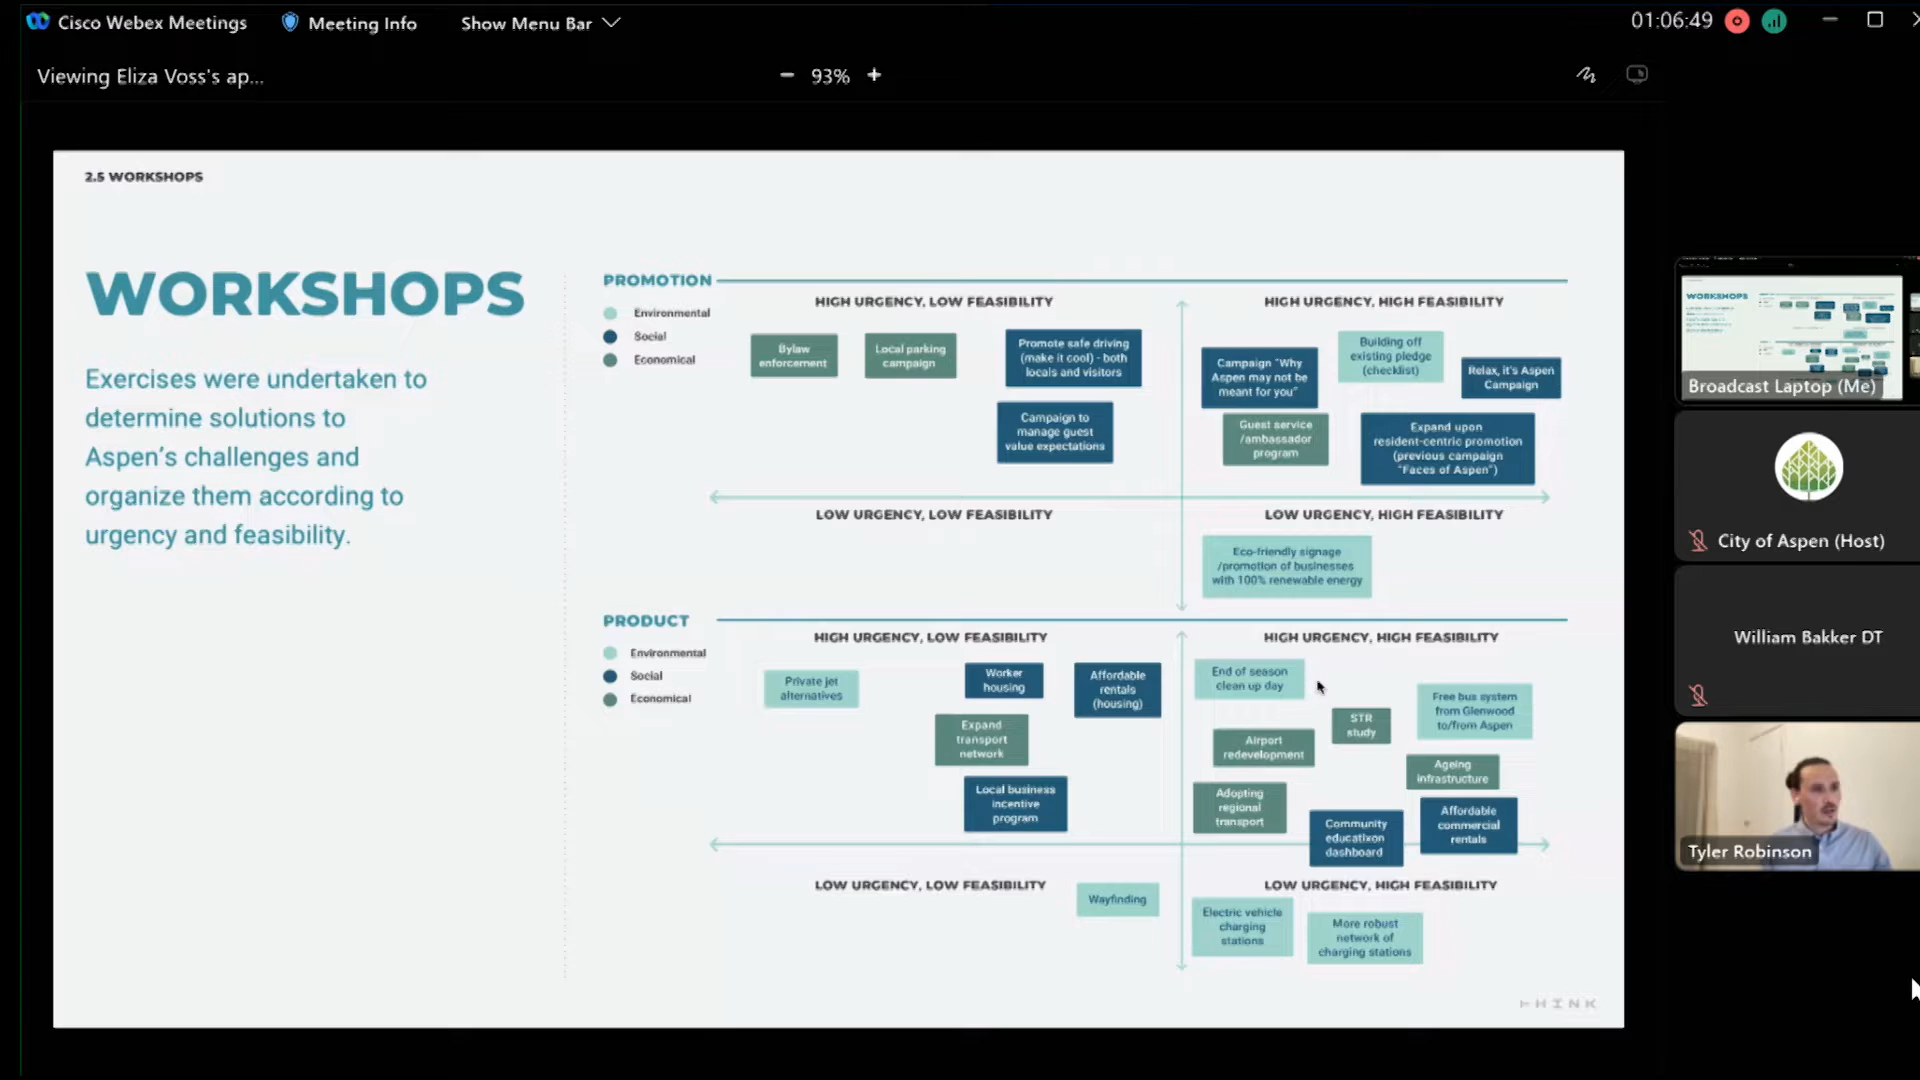 Cisco Webex Meetings
Meeting Info
Show Menu Bar
01:06:49
Viewing Eliza Voss's ap...
93%
2.5 WORKSHOPS
WORKSHOPS
Exercises were undertaken to
determine solutions to
Aspen's challenges and
organize them according to
urgency and feasibility.
PROMOTION
Environmental
Social
Economical
HIGH URGENCY, LOW FEASIBILITY
Bylaw
enforcement
Local parking
campaign
Promote safe driving
(make it cool) - both
locals and visitors
Campaign to
manage guest
value expectations
HIGH URGENCY, HIGH FEASIBILITY
Campaign "Why
Aspen may not be
meant for you"
Building off
existing pledge
(checklist)
Relax, it's Aspen
Campaign
Guest service
/ambassador
program
Expand upon
resident-centric promotion
(previous campaign
"Faces of Aspen")
LOW URGENCY, LOW FEASIBILITY
LOW URGENCY, HIGH FEASIBILITY
Eco-friendly signage
/promotion of businesses
with 100% renewable energy
PRODUCT
Environmental
Social
Economical
HIGH URGENCY, LOW FEASIBILITY
Private jet
alternatives
Worker
housing
Affordable
rentals
(housing)
Expand
transport
network
Local business
incentive
program
HIGH URGENCY, HIGH FEASIBILITY
End of season
clean up day
Free bus system
from Glenwood
to/from Aspen
STR
study
Airport
redevelopment
Ageing
infrastructure
Adopting
regional
transport
Community
educatixon
dashboard
Affordable
commercial
rentals
LOW URGENCY, LOW FEASIBILITY
Wayfinding
LOW URGENCY, HIGH FEASIBILITY
Electric vehicle
charging
stations
More robust
network of
charging stations
THINK
WORKSHOPS
Broadcast Laptop (Me)
City of Aspen (Host)
William Bakker DT
Tyler Robinson